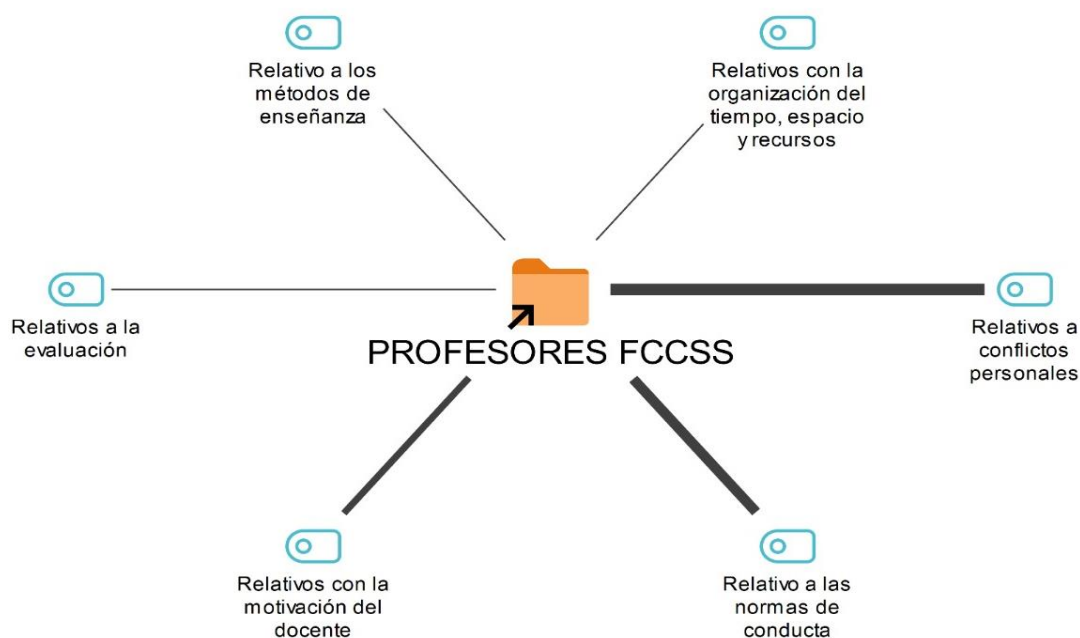 Relativo a los
métodos de
enseñanza
Relativos con la
organización del
tiempo, espacio
y recursos
Relativos a la
evaluación
PROFESORES FCCSS
Relativos a
conflictos
personales
Relativos con la
motivación del
docente
Relativo a las
normas de
conducta